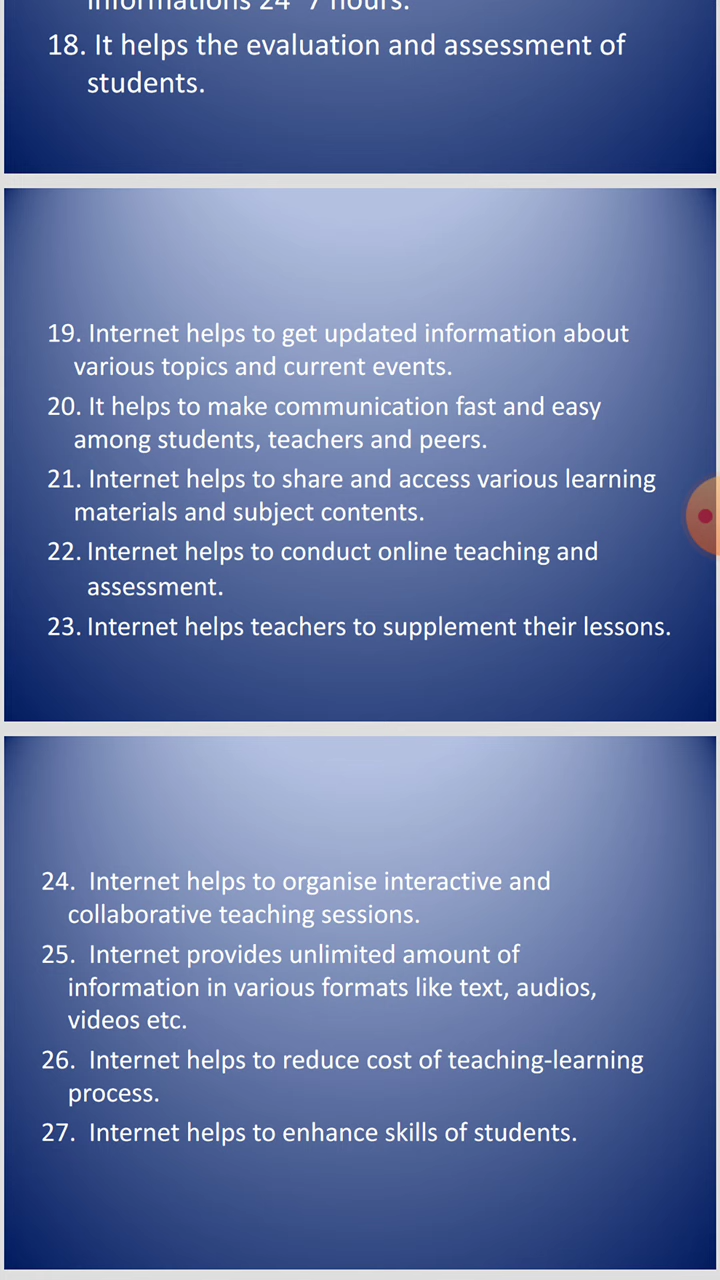 informations 24*7 hours.
18. It helps the evaluation and assessment of
students.
19. Internet helps to get updated information about
various topics and current events.
20. It helps to make communication fast and easy
among students, teachers and peers.
21. Internet helps to share and access various learning
materials and subject contents.
22. Internet helps to conduct online teaching and
assessment.
23. Internet helps teachers to supplement their lessons.
24. Internet helps to organise interactive and
collaborative teaching sessions.
25. Internet provides unlimited amount of
information in various formats like text, audios,
videos etc.
26. Internet helps to reduce cost of teaching-learning
process.
27. Internet helps to enhance skills of students.